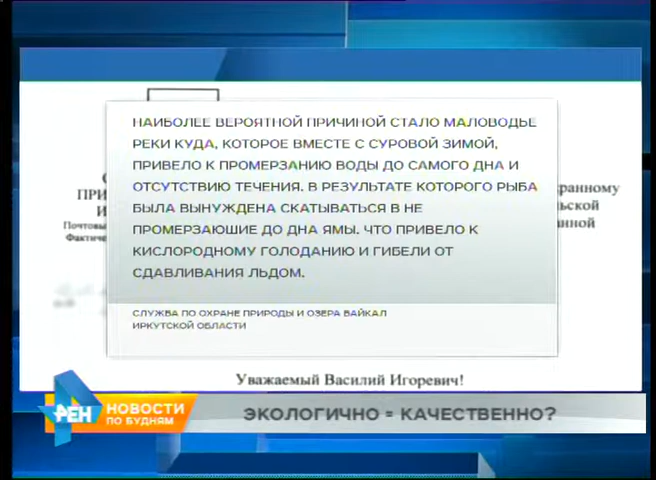 НАИБОЛЕЕ ВЕРОЯТНОЙ ПРИЧИНОЙ СТАЛО МАЛОВОДЬЕ
РЕКИ КУДА, КОТОРОЕ ВМЕСТЕ С СУРОВОЙ ЗИМОЙ,
ПРИВЕЛО К ПРОМЕРЗАНИЮ ВОДЫ ДО САМОГО ДНА И
ОТСУТСТВИЮ ТЕЧЕНИЯ. В РЕЗУЛЬТАТЕ КОТОРОГО РЫБА
БЫЛА ВЫНУЖДЕНА СКАТЫВАТЬСЯ В НЕ
ПРОМЕРЗАЮЩИЕ ДО ДНА ЯМЫ. ЧТО ПРИВЕЛО К
КИСЛОРОДНОМУ ГОЛОДАНИЮ И ГИБЕЛИ ОТ
СДАВЛИВАНИЯ ЛЬДОМ.
СЛУЖБА ПО ОХРАНЕ ПРИРОДЫ И ОЗЕРА БАЙКАЛ
ИРКУТСКОЙ ОБЛАСТИ
Уважаемый Василий Игоревич!
РЕН НОВОСТИ
ПО БУДНЯМ
ЭКОЛОГИЧНО = КАЧЕСТВЕННО?